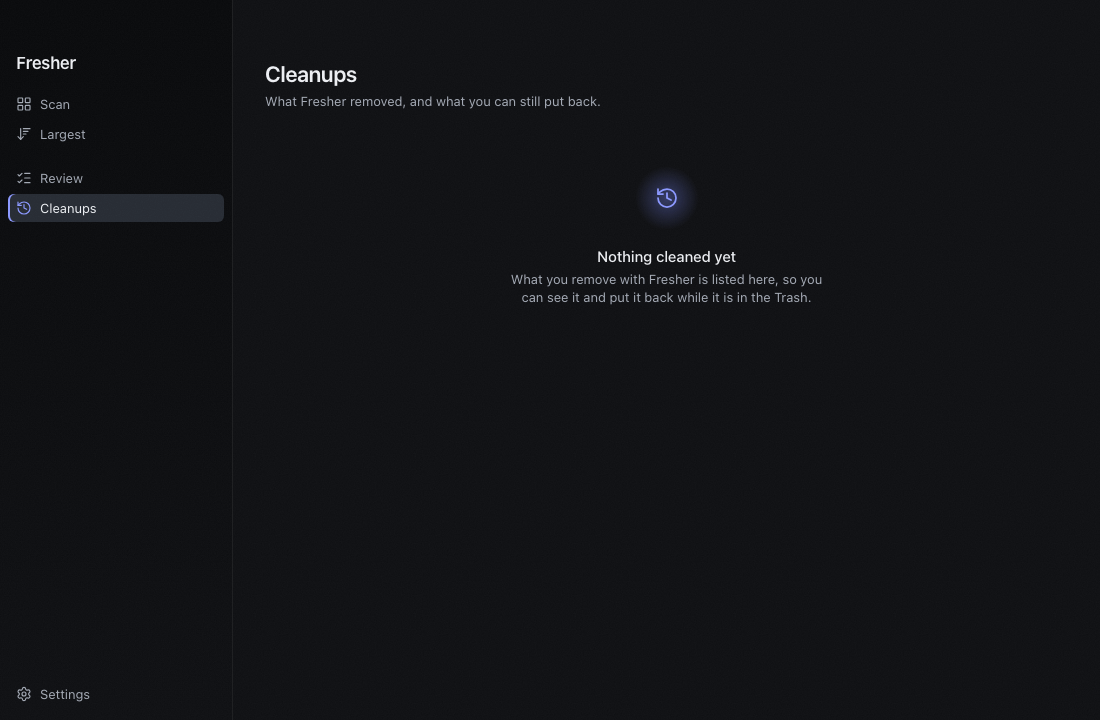 Fresher
Scan
Largest
Review
Cleanups
Settings
Cleanups
What Fresher removed, and what you can still put back.
Nothing cleaned yet
What you remove with Fresher is listed here, so you
can see it and put it back while it is in the Trash.